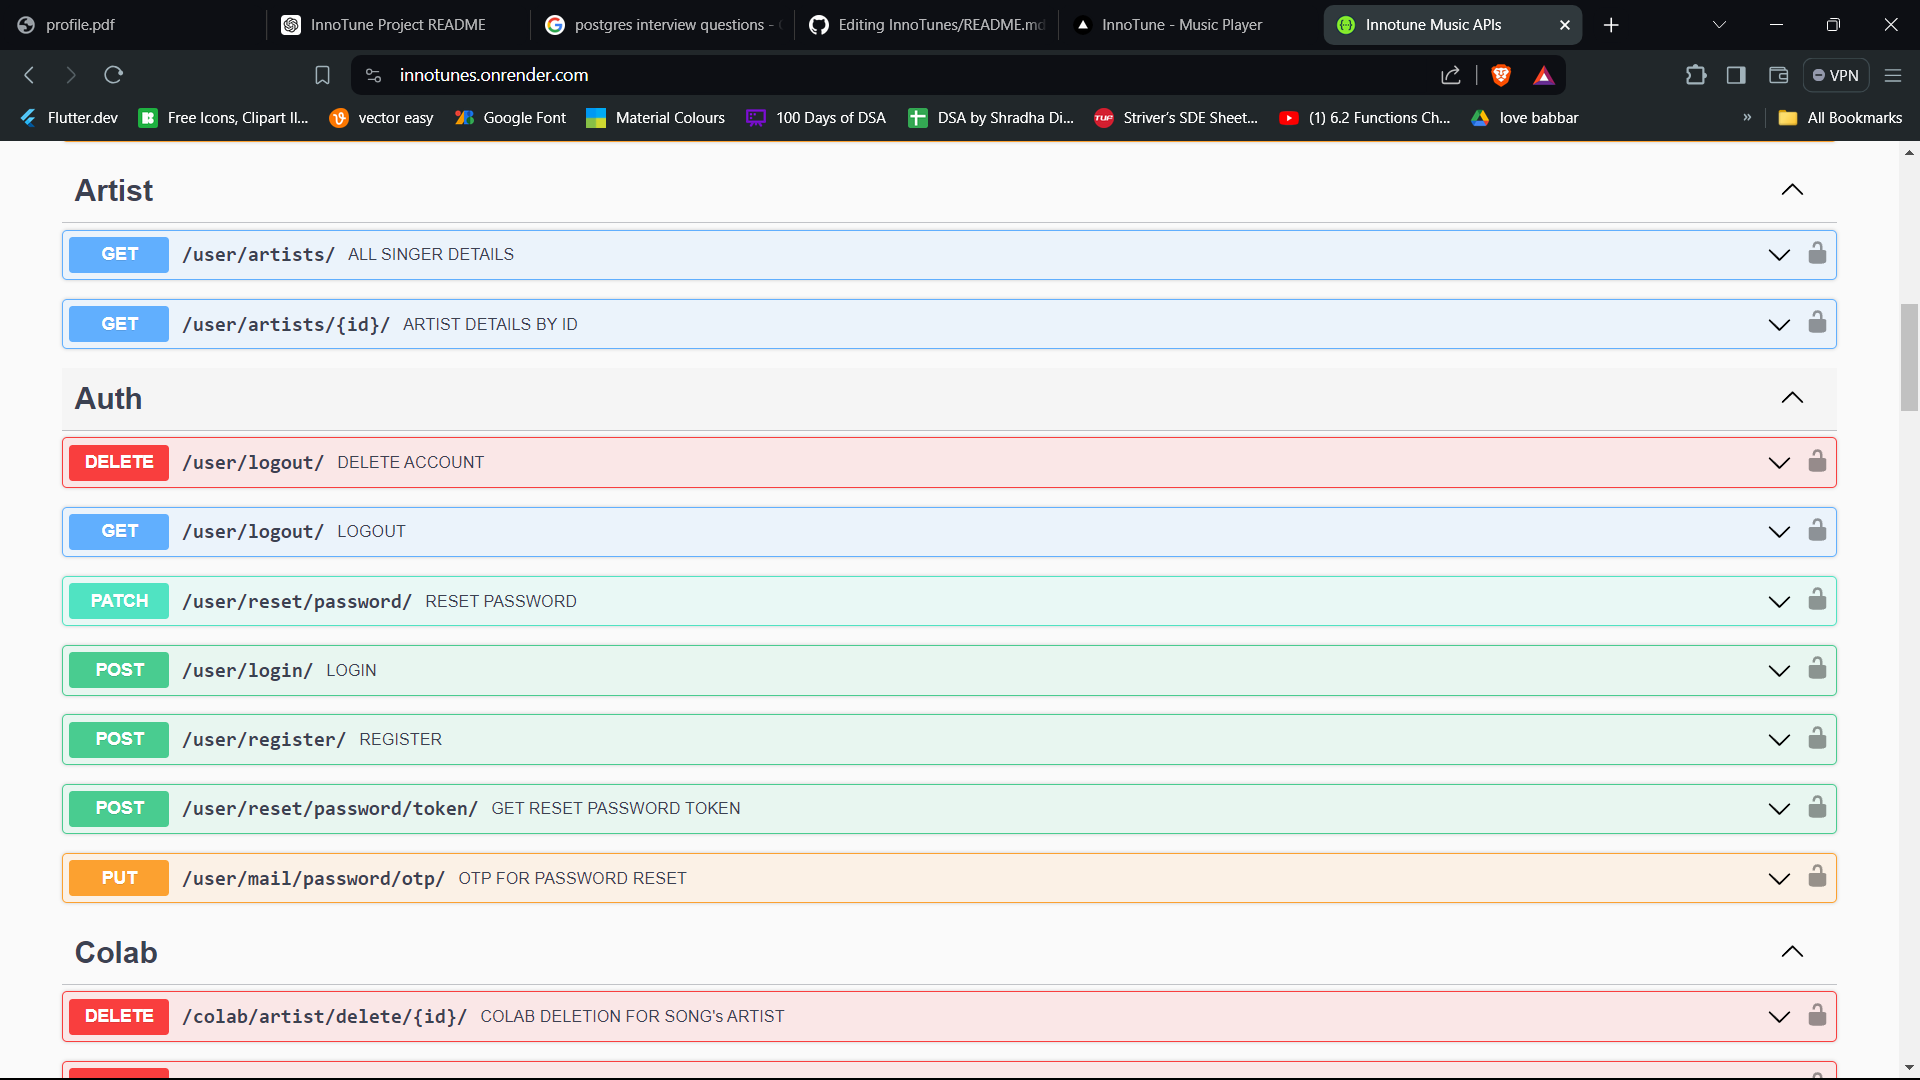 profile.pdf
InnoTune Project README
postgres interview questions -
Editing InnoTunes/README.md
InnoTune - Music Player
Innotune Music APIs
innotunes.onrender.com
VPN
Flutter.dev
Free Icons, Clipart Il...
vector easy
Google Font
Material Colours
100 Days of DSA
DSA by Shradha Di...
TUF
Striver's SDE Sheet...
(1) 6.2 Functions Ch...
love babbar
»
All Bookmarks
Artist
GET /user/artists/ ALL SINGER DETAILS
GET /user/artists/{id}/ ARTIST DETAILS BY ID
Auth
DELETE /user/logout/ DELETE ACCOUNT
GET /user/logout/ LOGOUT
PATCH /user/reset/password/ RESET PASSWORD
POST /user/login/ LOGIN
POST /user/register/ REGISTER
POST /user/reset/password/token/ GET RESET PASSWORD TOKEN
PUT /user/mail/password/otp/ OTP FOR PASSWORD RESET
Colab
DELETE /colab/artist/delete/{id}/ COLAB DELETION FOR SONG's ARTIST